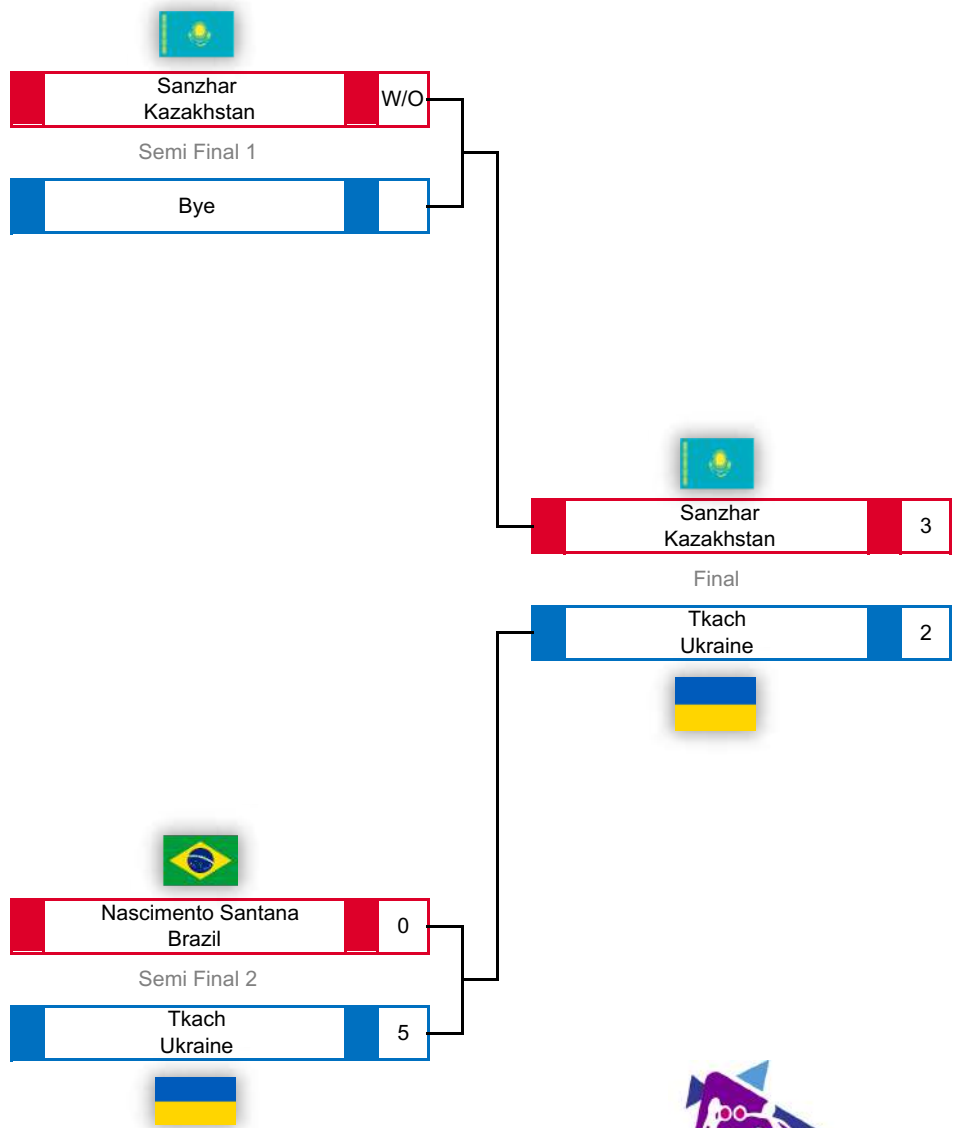 Sanzhar
Kazakhstan
W/O
Semi Final 1
Bye
Sanzhar
Kazakhstan
3
Final
Tkach
Ukraine
2
Nascimento Santana
Brazil
0
Semi Final 2
Tkach
Ukraine
5